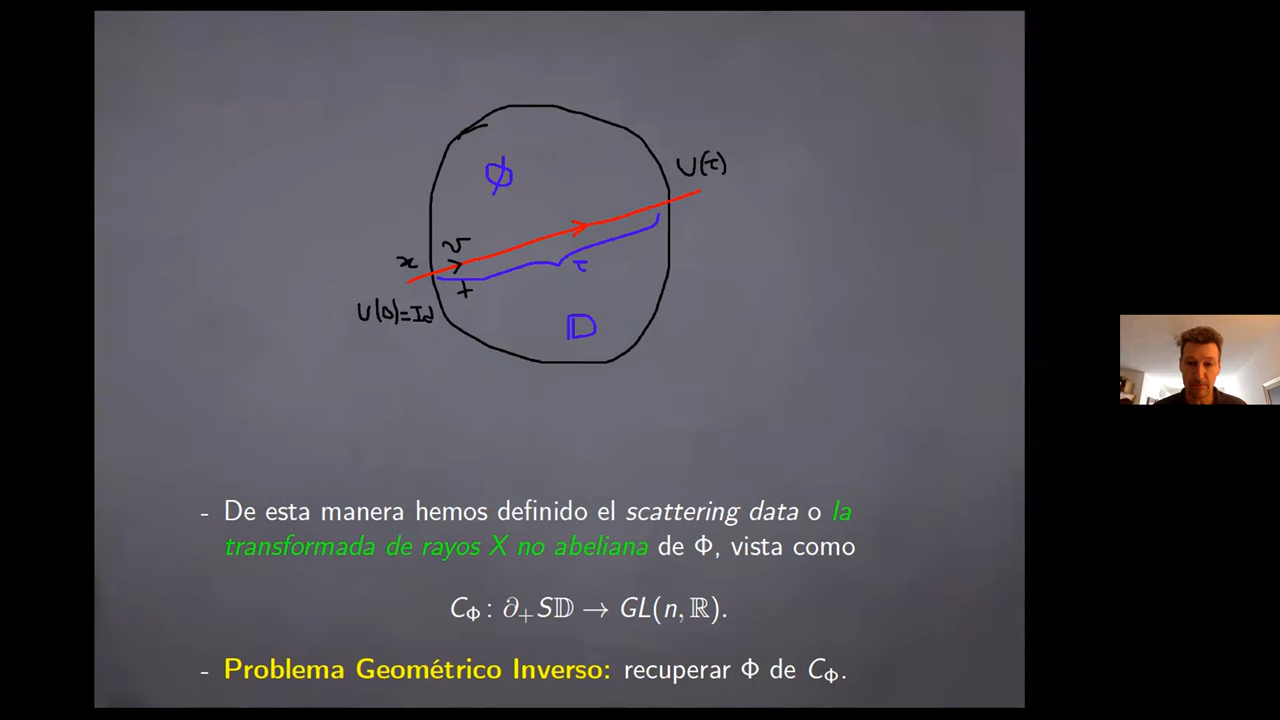 ϕ
U(τ)
v
x
τ
t
U(0)=Id
𝔻
- De esta manera hemos definido el scattering data o la
transformada de rayos X no abeliana de Φ, vista como
C_Φ : ∂₊S𝔻 → GL(n, ℝ).
- Problema Geométrico Inverso: recuperar Φ de C_Φ.